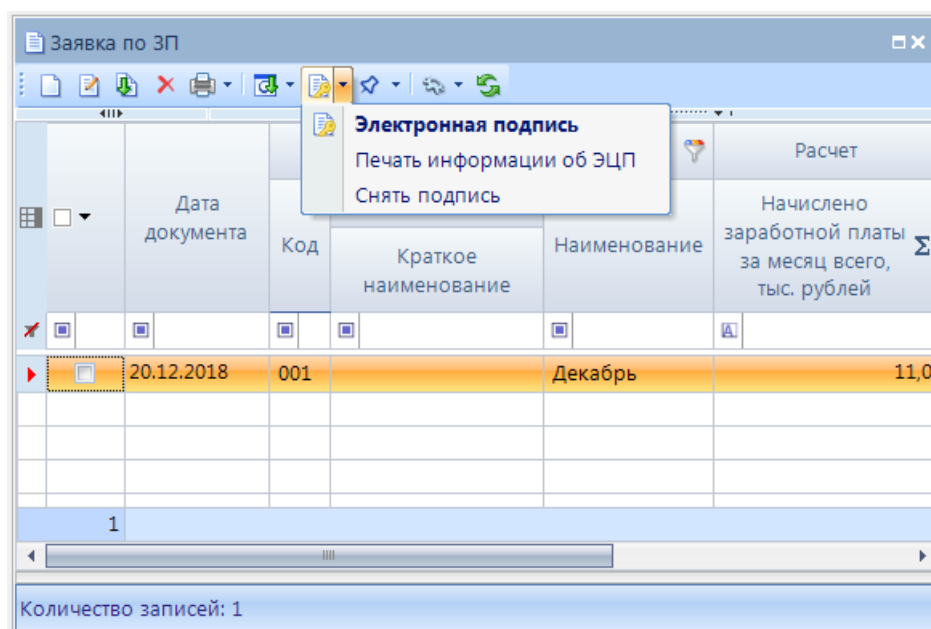 Заявка по ЗП
Электронная подпись
Печать информации об ЭЦП
Снять подпись
Расчет
Дата
документа
Код
Краткое
наименование
Наименование
Начислено
заработной платы
за месяц всего,
тыс. рублей
Σ
A
20.12.2018 001 Декабрь 11,0
1
Количество записей: 1